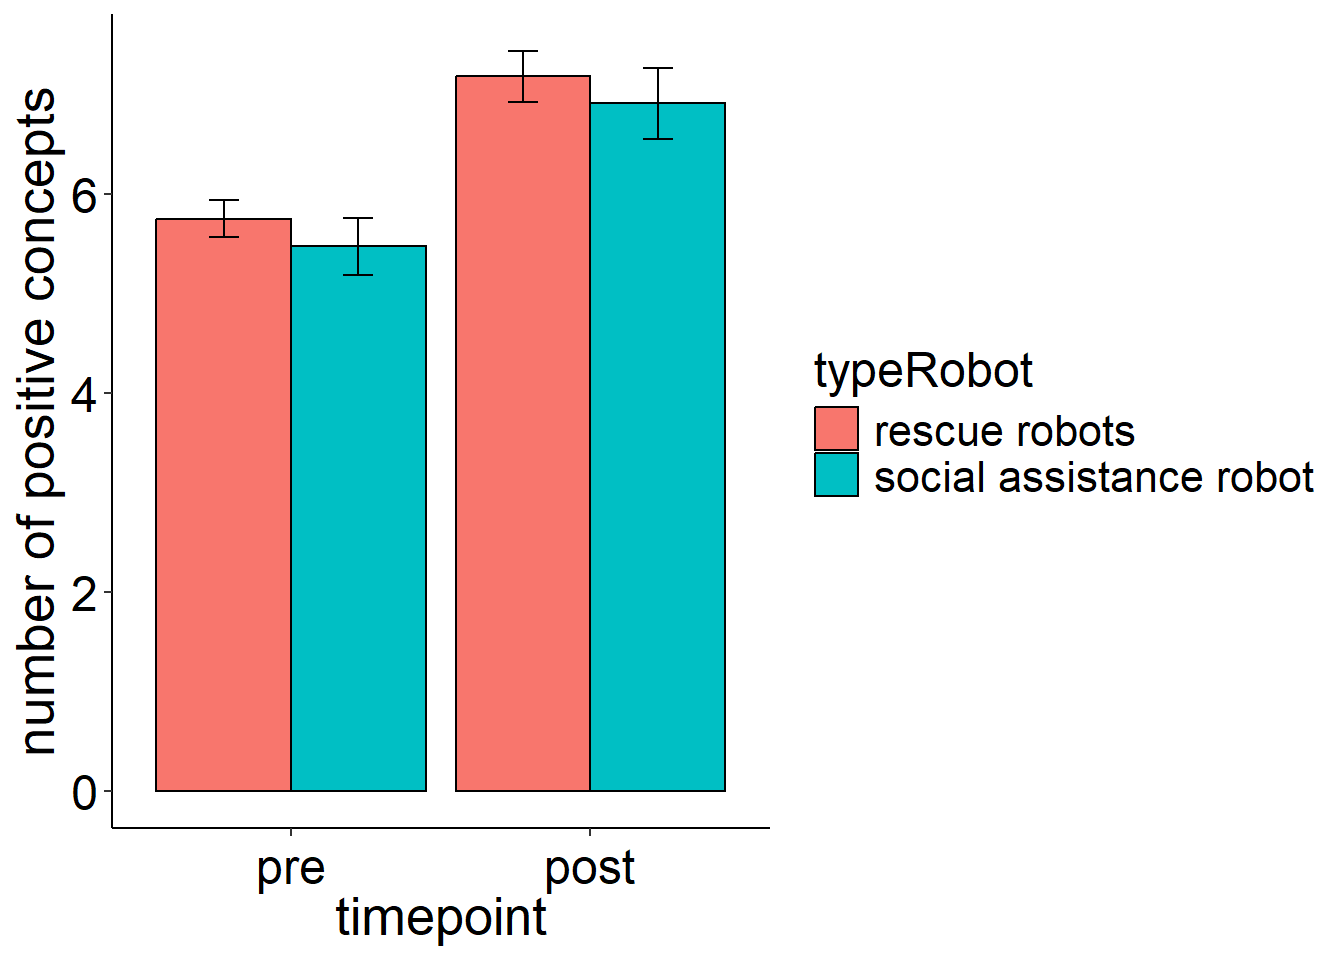 number of positive concepts
6
4
2
0
pre
post
timepoint
typeRobot
rescue robots
social assistance robot